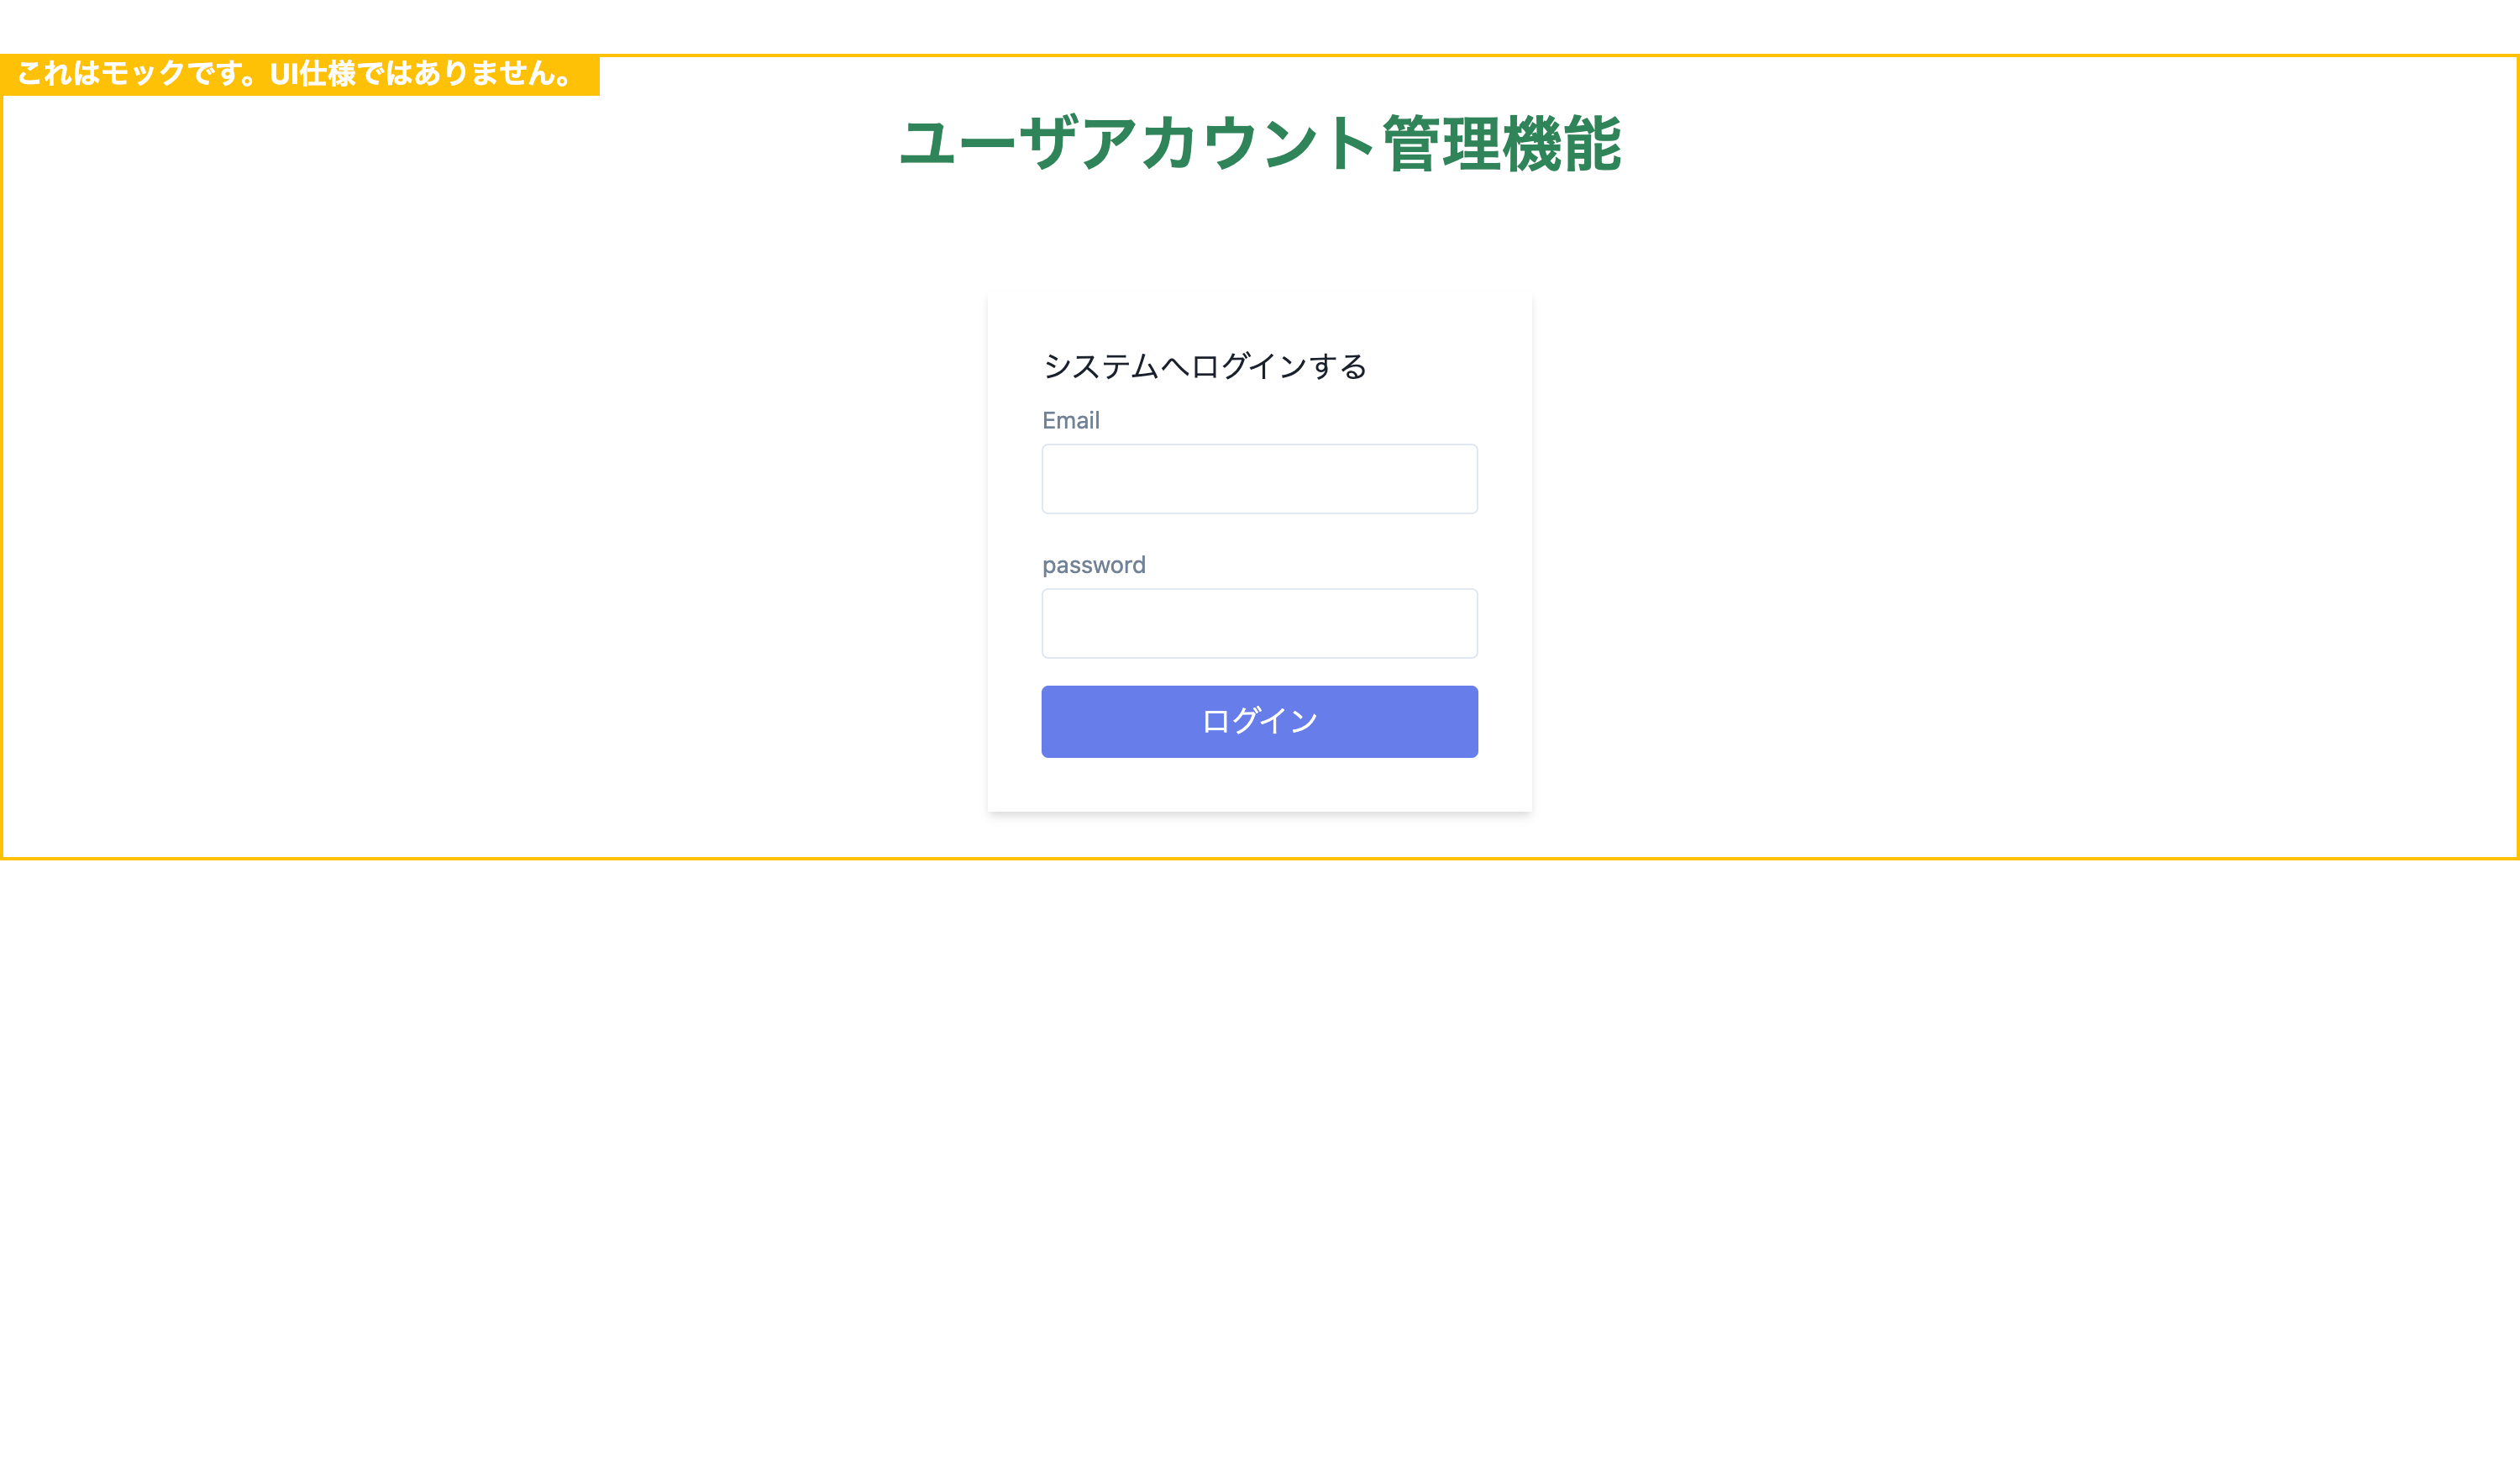 これはモックです。UI仕様ではありません。
ユーザアカウント管理機能
システムへログインする
Email
password
ログイン